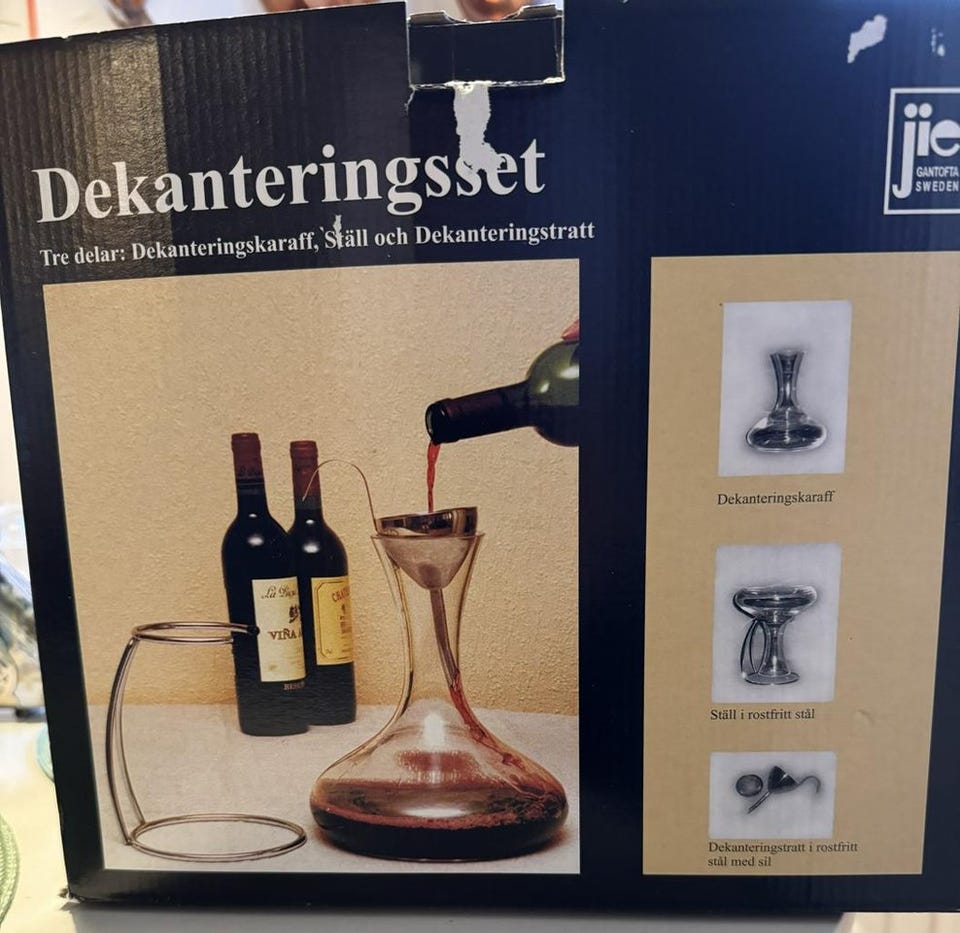 Dekanteringsset
Tre delar: Dekanteringskaraff, Ställ och Dekanteringstratt
jie
GANTOFTA
SWEDEN
VIÑA
Dekanteringskaraff
Ställ i rostfritt stål
Dekanteringstratt i rostfritt
stål med sil